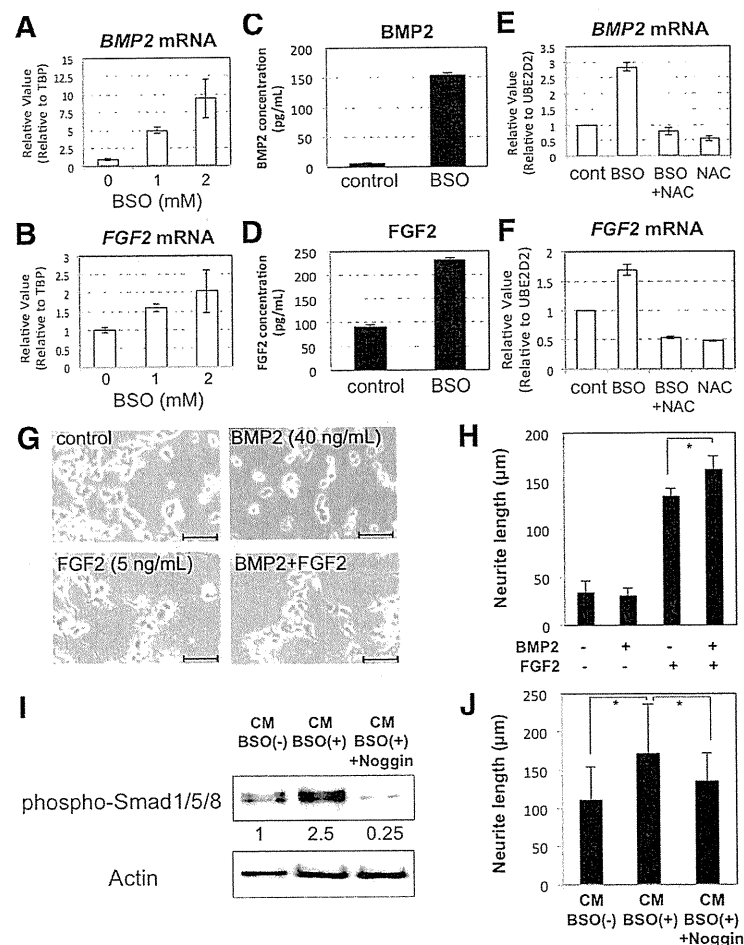 A
BMP2 mRNA
Relative Value
(Relative to TBP)
15
12.5
10
7.5
5
2.5
0
0 1 2
BSO (mM)
B
FGF2 mRNA
Relative Value
(Relative to TBP)
3
2.5
2
1.5
1
0.5
0
0 1 2
BSO (mM)
C
BMP2
BMP2 concentration
(pg/mL)
200
150
100
50
0
control BSO
D
FGF2
FGF2 concentration
(pg/mL)
250
200
150
100
50
0
control BSO
E
BMP2 mRNA
Relative Value
(Relative to UBE2D2)
3.5
3
2.5
2
1.5
1
0.5
0
cont BSO BSO NAC
+NAC
F
FGF2 mRNA
Relative Value
(Relative to UBE2D2)
2
1.5
1
0.5
0
cont BSO BSO NAC
+NAC
G
control
BMP2 (40 ng/mL)
FGF2 (5 ng/mL)
BMP2+FGF2
H
Neurite length (μm)
200
150
100
50
0
*
BMP2 - + - +
FGF2 - - + +
I
CM CM CM
BSO(-) BSO(+) BSO(+)
+Noggin
phospho-Smad1/5/8
1 2.5 0.25
Actin
J
Neurite length (μm)
250
200
150
100
50
0
* *
CM CM CM
BSO(-) BSO(+) BSO(+)
+Noggin